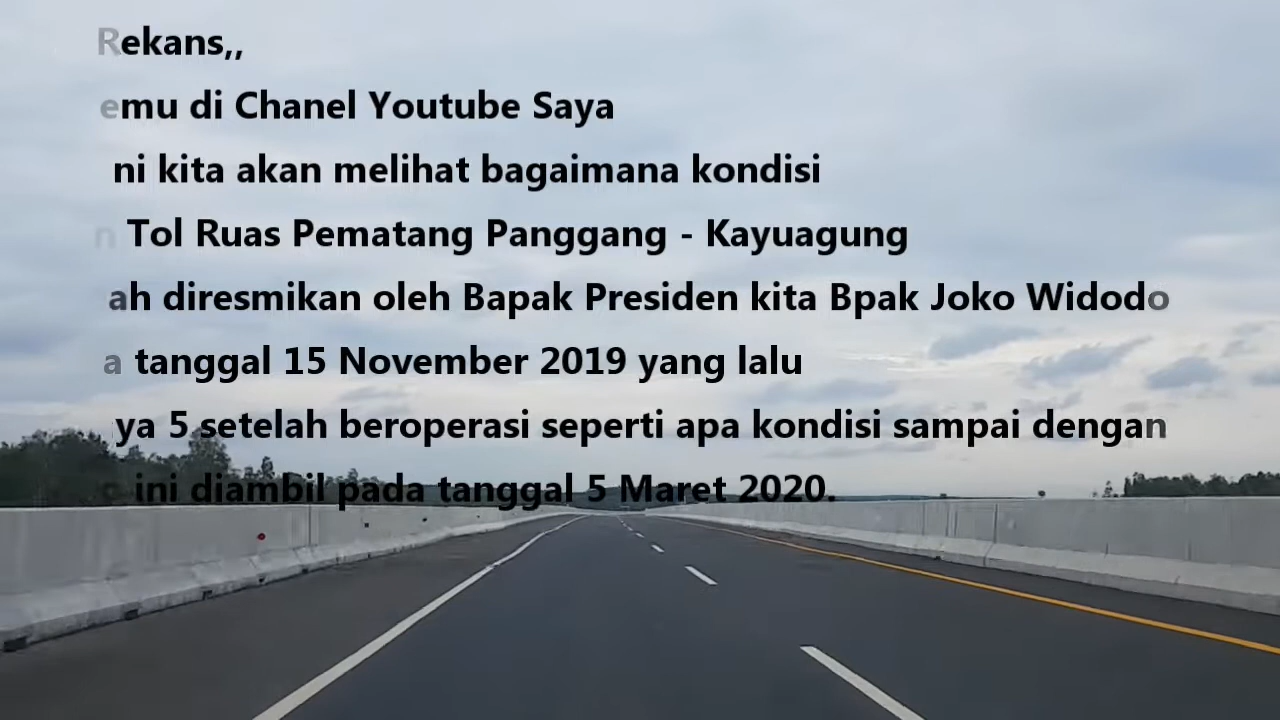 Rekans,,
emu di Chanel Youtube Saya
ni kita akan melihat bagaimana kondisi
n Tol Ruas Pematang Panggang - Kayuagung
ah diresmikan oleh Bapak Presiden kita Bpak Joko Widodo
a tanggal 15 November 2019 yang lalu
ya 5 setelah beroperasi seperti apa kondisi sampai dengan
ini diambil pada tanggal 5 Maret 2020.